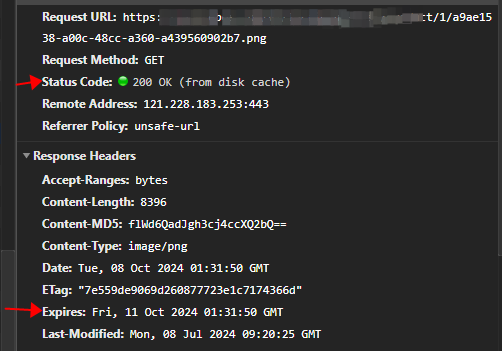 Request URL: https: ct/1/a9ae15
38-a00c-48cc-a360-a439560902b7.png
Request Method: GET
Status Code: 200 OK (from disk cache)
Remote Address: 121.228.183.253:443
Referrer Policy: unsafe-url
Response Headers
Accept-Ranges: bytes
Content-Length: 8396
Content-MD5: flWd6QadJgh3cj4ccXQ2bQ==
Content-Type: image/png
Date: Tue, 08 Oct 2024 01:31:50 GMT
ETag: "7e559de9069d260877723e1c7174366d"
Expires: Fri, 11 Oct 2024 01:31:50 GMT
Last-Modified: Mon, 08 Jul 2024 09:20:25 GMT